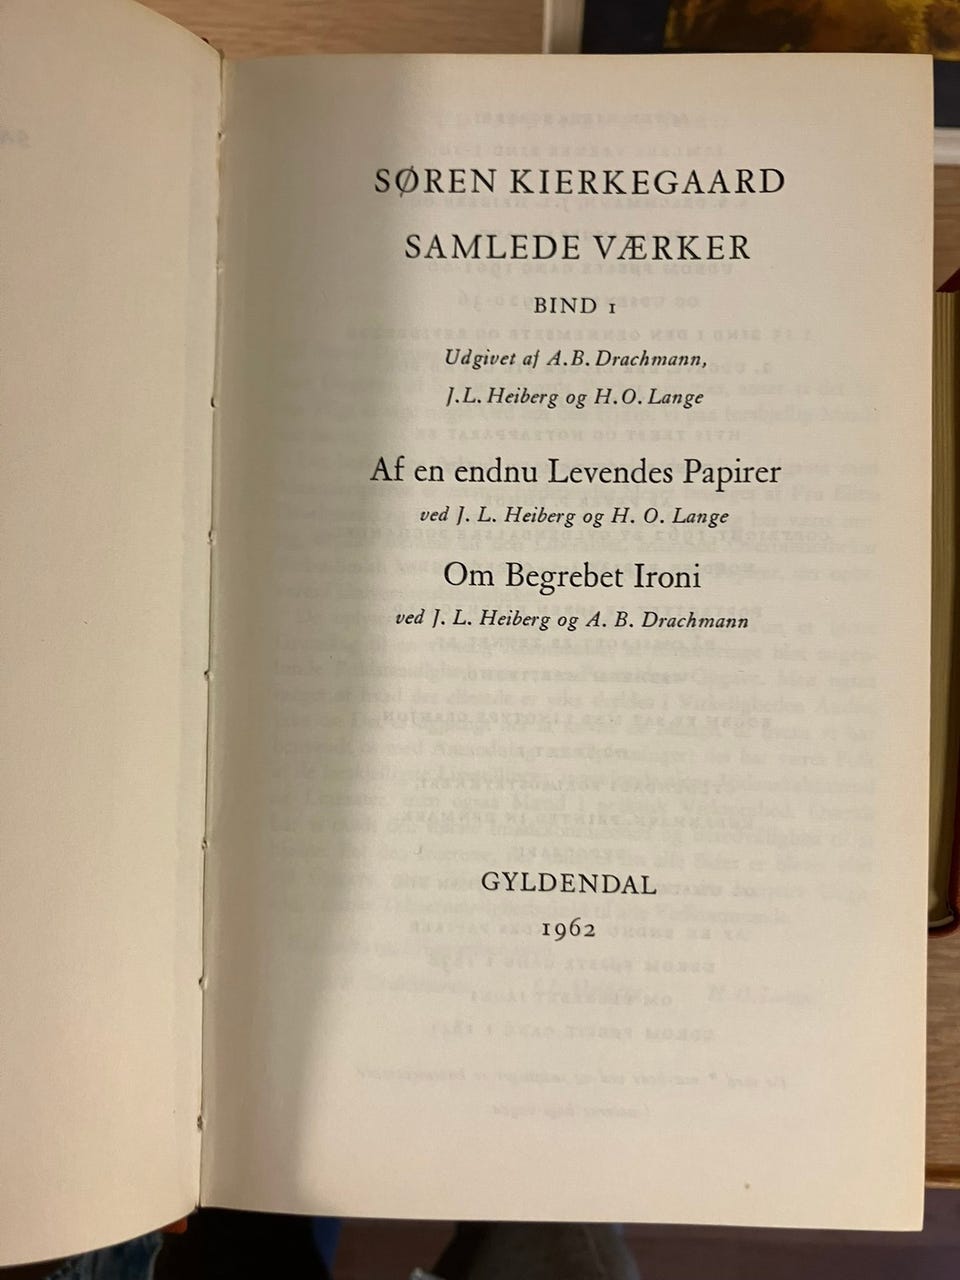 SØREN KIERKEGAARD
SAMLEDE VÆRKER
BIND 1
Udgivet af A.B. Drachmann,
J.L. Heiberg og H.O. Lange
Af en endnu Levendes Papirer
ved J. L. Heiberg og H. O. Lange
Om Begrebet Ironi
ved J. L. Heiberg og A. B. Drachmann
GYLDENDAL
1962